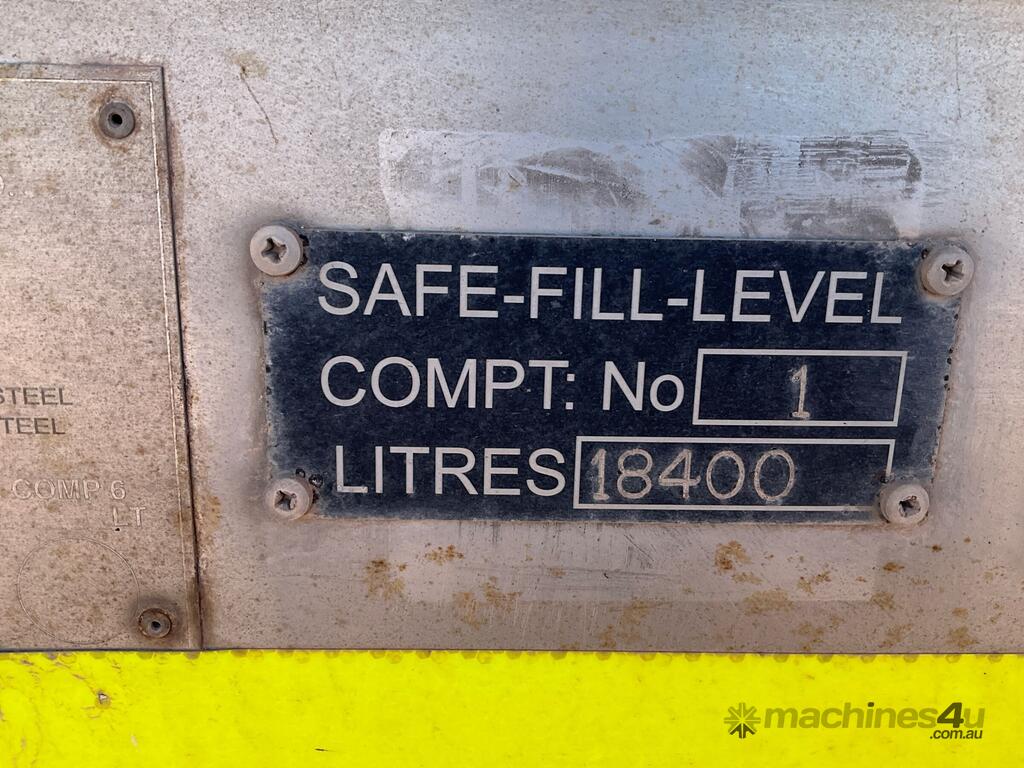 SAFE-FILL-LEVEL
COMPT: No 1
LITRES 18400
STEEL
TEEL
COMP 6
LT
machines4u
.com.au